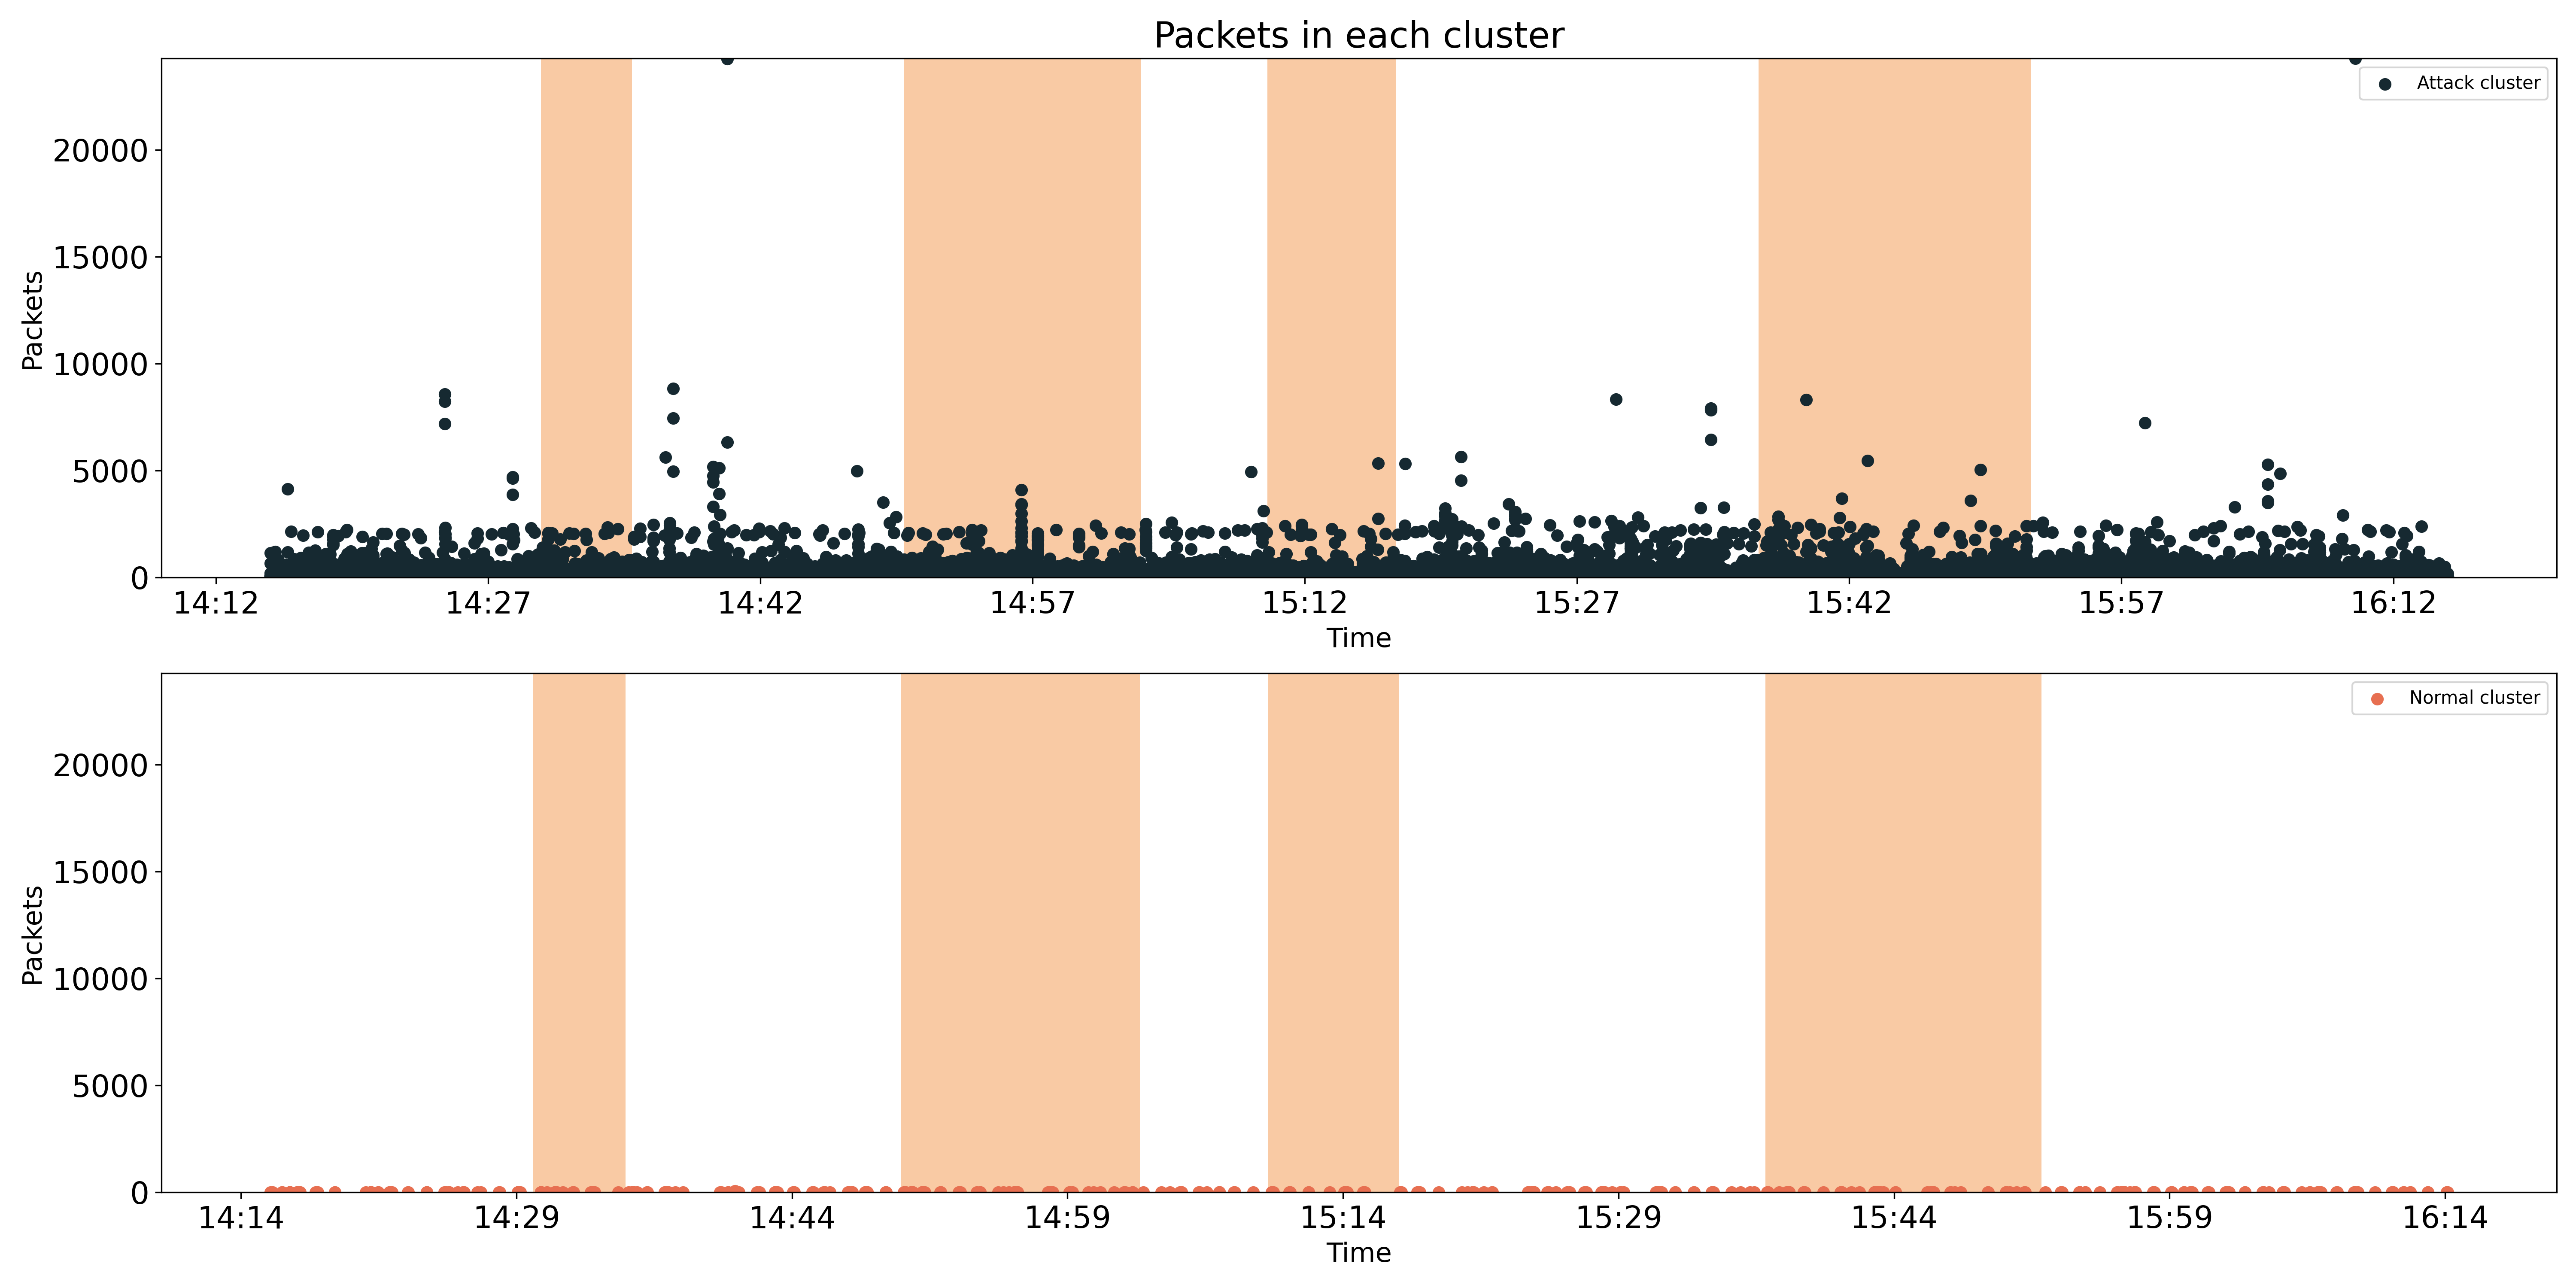 Packets in each cluster
Attack cluster
Packets
20000
15000
10000
5000
0
14:12 14:27 14:42 14:57 15:12 15:27 15:42 15:57 16:12
Time
Normal cluster
Packets
20000
15000
10000
5000
0
14:14 14:29 14:44 14:59 15:14 15:29 15:44 15:59 16:14
Time